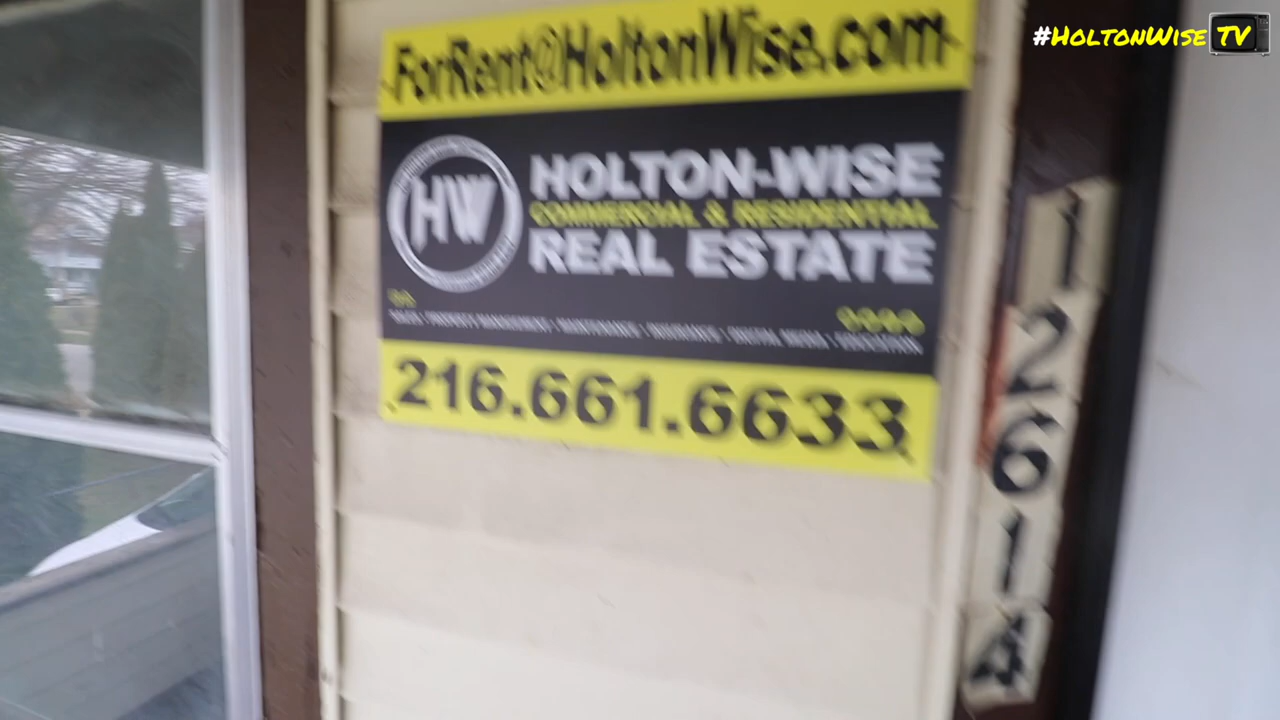 #HoltonWise TV
ForRent@HoltonWise.com
HW
HOLTON-WISE
COMMERCIAL & RESIDENTIAL
REAL ESTATE
216.661.6633
1
2
6
1
4